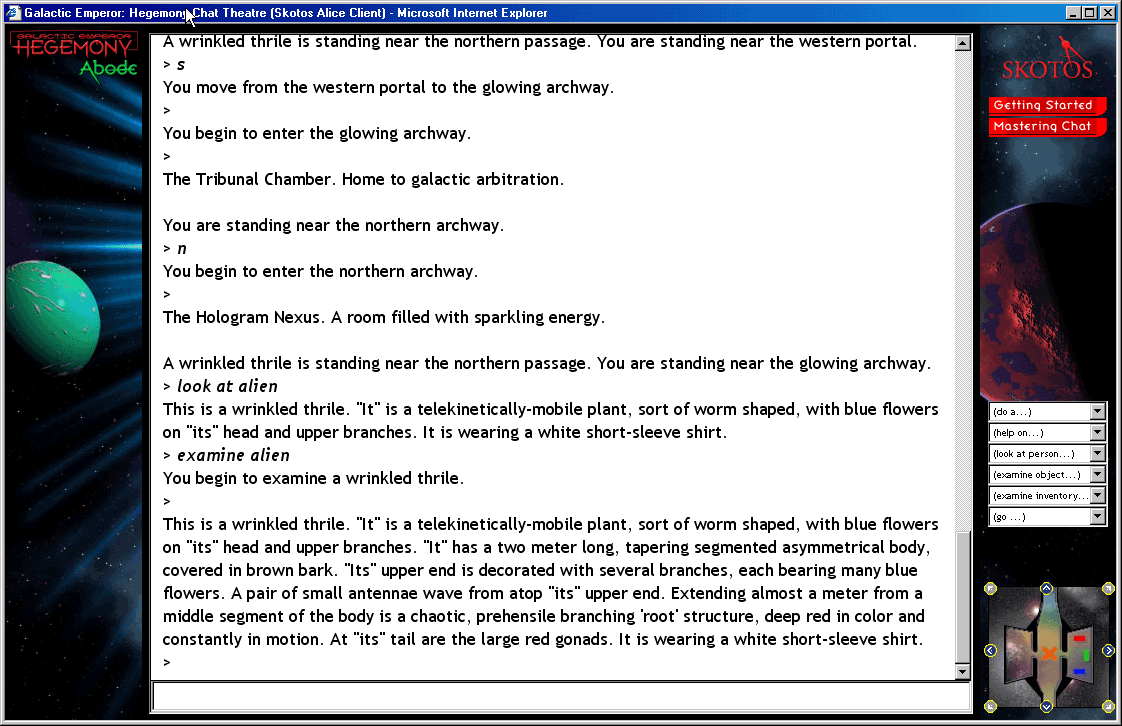 Galactic Emperor: Hegemony Chat Theatre (Skotos Alice Client) - Microsoft Internet Explorer
GALACTIC EMPEROR
HEGEMONY
Abode
A wrinkled thrile is standing near the northern passage. You are standing near the western portal.
> s
You move from the western portal to the glowing archway.
>
You begin to enter the glowing archway.
>
The Tribunal Chamber. Home to galactic arbitration.
You are standing near the northern archway.
> n
You begin to enter the northern archway.
>
The Hologram Nexus. A room filled with sparkling energy.
A wrinkled thrile is standing near the northern passage. You are standing near the glowing archway.
> look at alien
This is a wrinkled thrile. "It" is a telekinetically-mobile plant, sort of worm shaped, with blue flowers
on "its" head and upper branches. It is wearing a white short-sleeve shirt.
> examine alien
You begin to examine a wrinkled thrile.
>
This is a wrinkled thrile. "It" is a telekinetically-mobile plant, sort of worm shaped, with blue flowers
on "its" head and upper branches. "It" has a two meter long, tapering segmented asymmetrical body,
covered in brown bark. "Its" upper end is decorated with several branches, each bearing many blue
flowers. A pair of small antennae wave from atop "its" upper end. Extending almost a meter from a
middle segment of the body is a chaotic, prehensile branching 'root' structure, deep red in color and
constantly in motion. At "its" tail are the large red gonads. It is wearing a white short-sleeve shirt.
>
SKOTOS
Getting Started
Mastering Chat
(do a...)
(help on...)
(look at person...)
(examine object...)
(examine inventory...
(go ...)